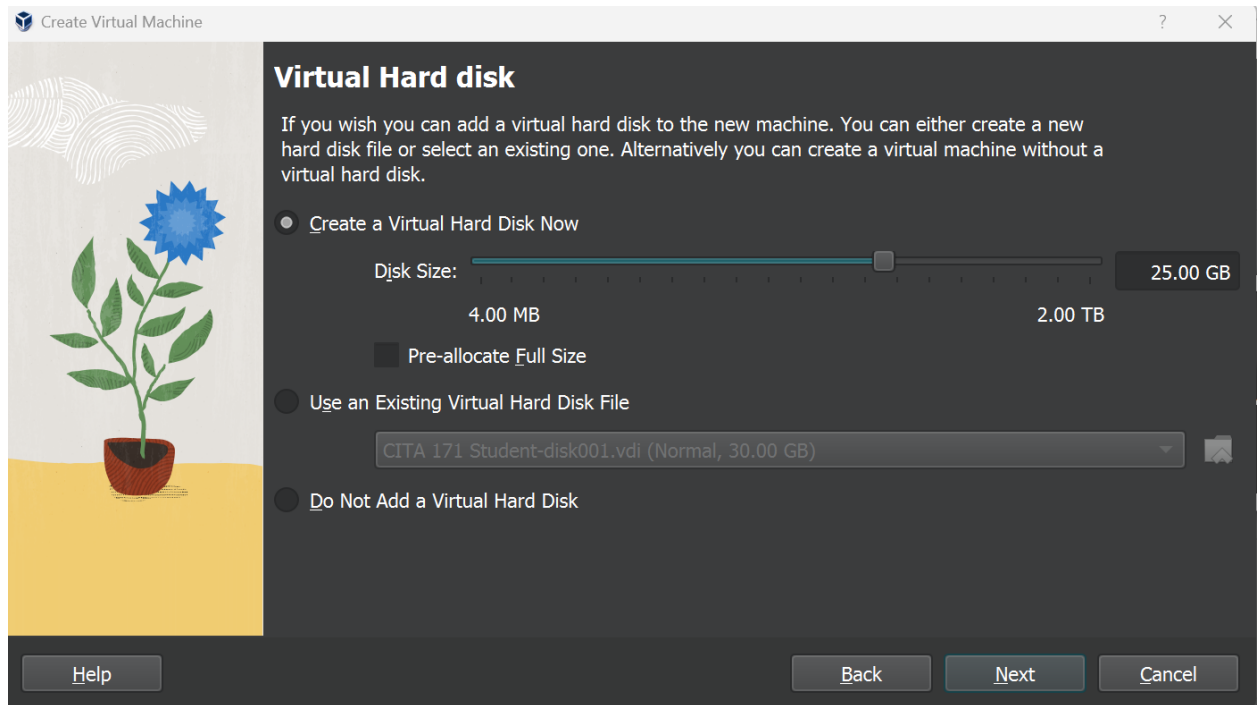 Create Virtual Machine
Virtual Hard disk
If you wish you can add a virtual hard disk to the new machine. You can either create a new
hard disk file or select an existing one. Alternatively you can create a virtual machine without a
virtual hard disk.
Create a Virtual Hard Disk Now
Disk Size:
25.00 GB
4.00 MB
2.00 TB
Pre-allocate Full Size
Use an Existing Virtual Hard Disk File
CITA 171 Student-disk001.vdi (Normal, 30.00 GB)
Do Not Add a Virtual Hard Disk
Help
Back
Next
Cancel